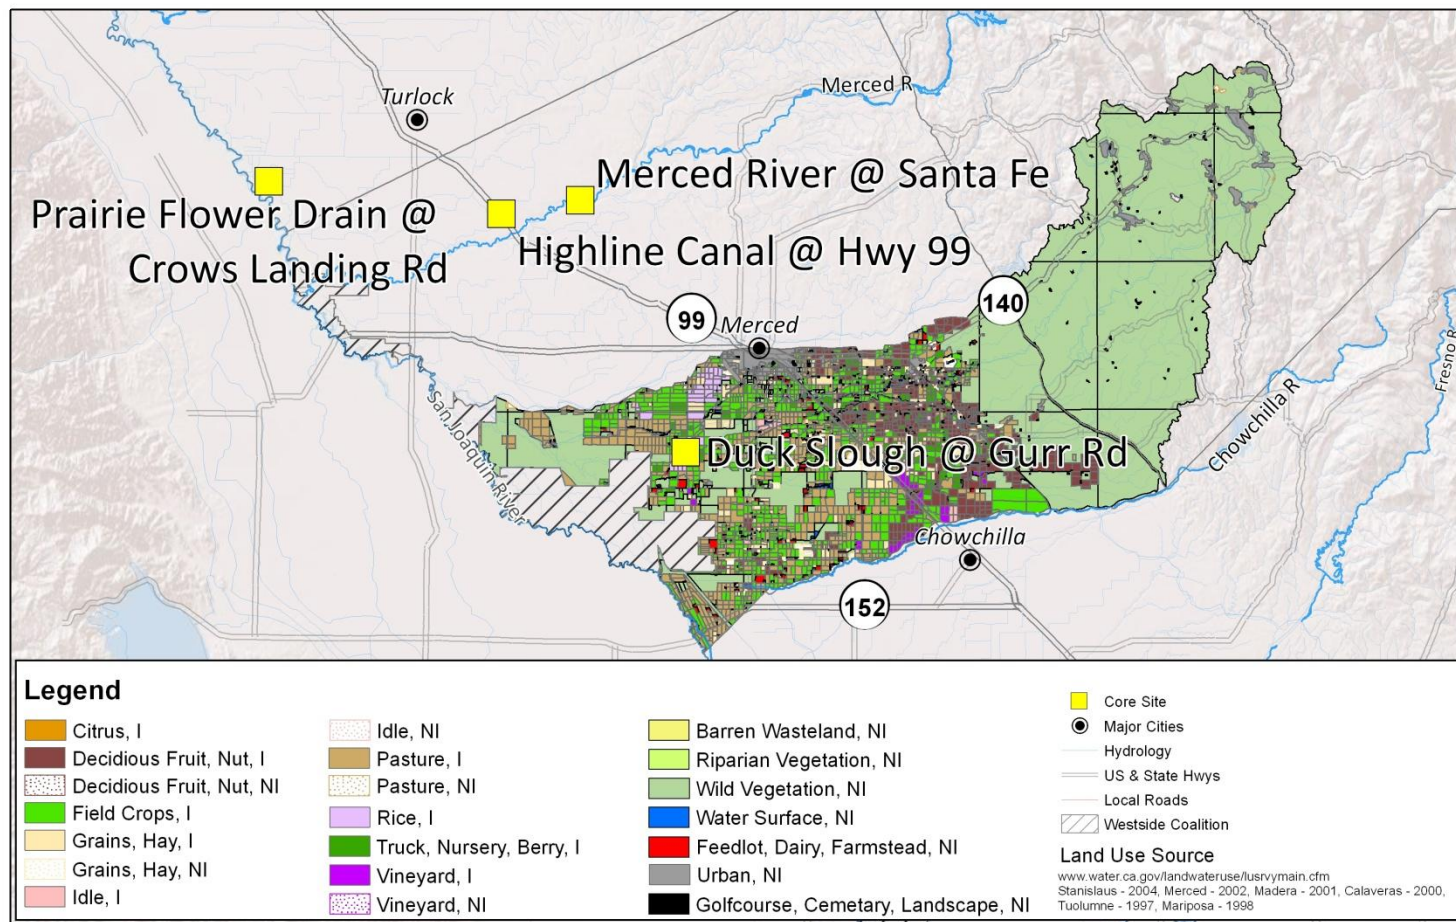 Turlock
Merced R
Merced River @ Santa Fe
Prairie Flower Drain @
Crows Landing Rd
Highline Canal @ Hwy 99
99
Merced
140
San Joaquin River
Duck Slough @ Gurr Rd
Chowchilla R
Fresno R
Chowchilla
152
Legend
Citrus, I
Decidious Fruit, Nut, I
Decidious Fruit, Nut, NI
Field Crops, I
Grains, Hay, I
Grains, Hay, NI
Idle, I
Idle, NI
Pasture, I
Pasture, NI
Rice, I
Truck, Nursery, Berry, I
Vineyard, I
Vineyard, NI
Barren Wasteland, NI
Riparian Vegetation, NI
Wild Vegetation, NI
Water Surface, NI
Feedlot, Dairy, Farmstead, NI
Urban, NI
Golfcourse, Cemetary, Landscape, NI
Core Site
Major Cities
Hydrology
US & State Hwys
Local Roads
Westside Coalition
Land Use Source
www.water.ca.gov/landwateruse/lusrvymain.cfm
Stanislaus - 2004, Merced - 2002, Madera - 2001, Calaveras - 2000,
Tuolumne - 1997, Mariposa - 1998